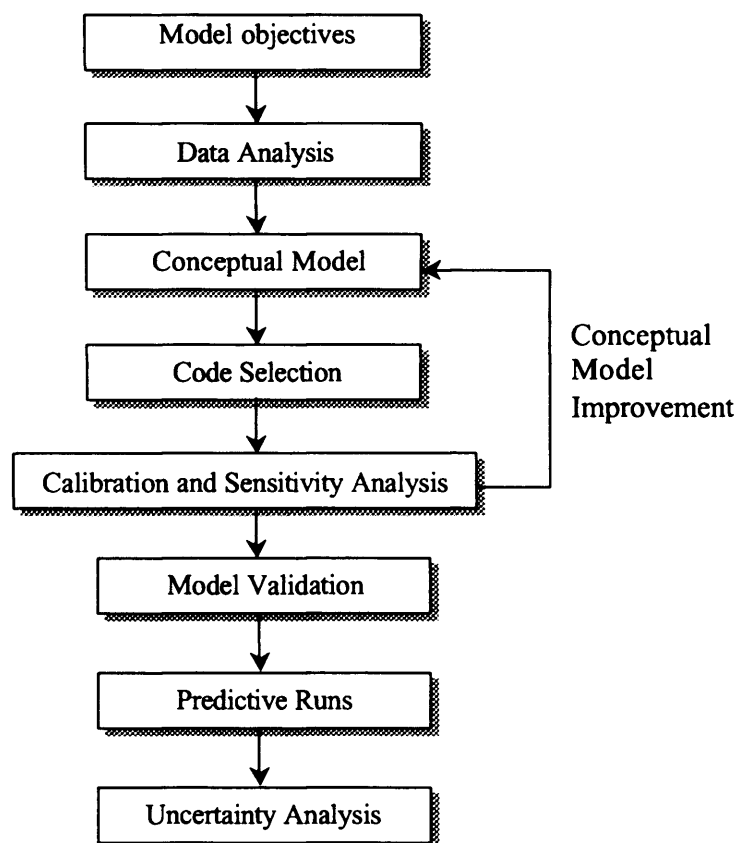 Model objectives
Data Analysis
Conceptual Model
Code Selection
Conceptual
Model
Improvement
Calibration and Sensitivity Analysis
Model Validation
Predictive Runs
Uncertainty Analysis